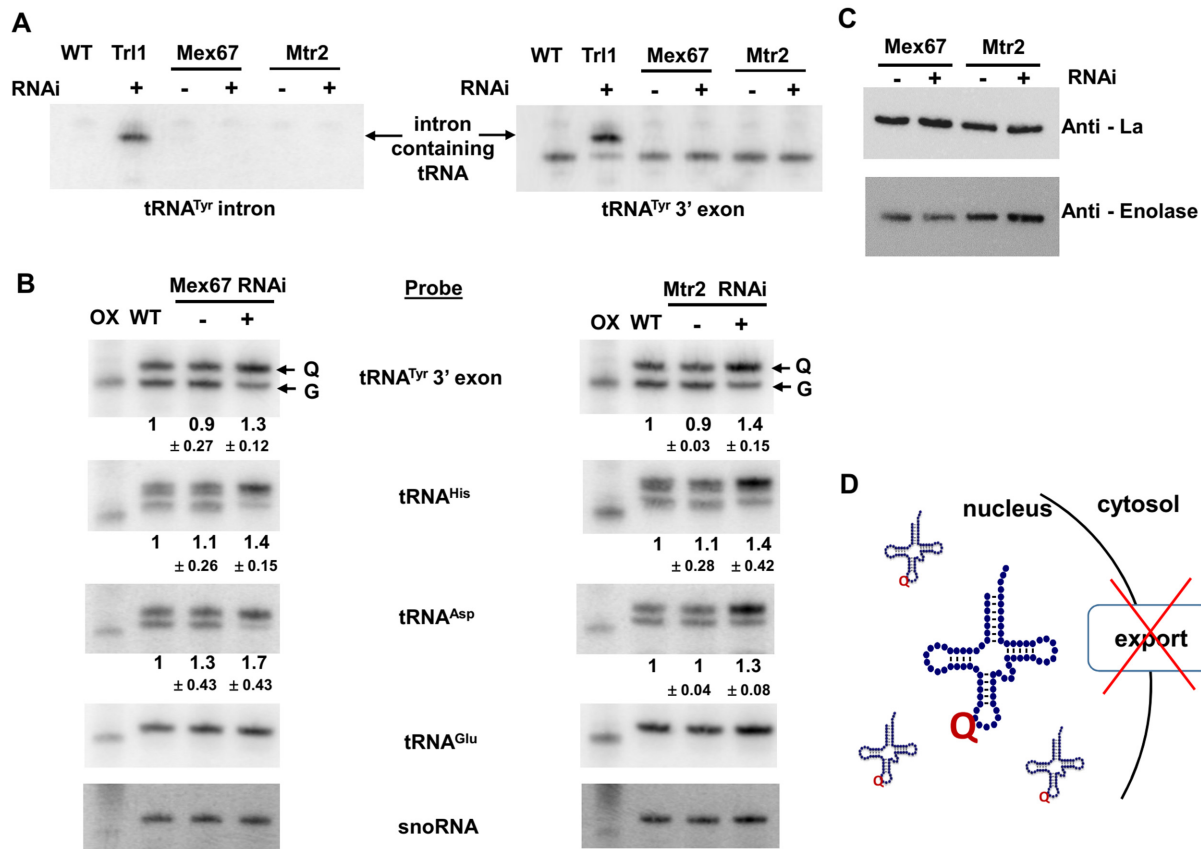 A
WT Trl1 Mex67 Mtr2
RNAi + - + - +
tRNATyr intron
intron containing tRNA
WT Trl1 Mex67 Mtr2
RNAi + - + - +
tRNATyr 3’ exon
C
Mex67 Mtr2
- + - + RNAi
Anti - La
Anti - Enolase
B
Mex67 RNAi
OX WT - +
Q
G
1 0.9 1.3
± 0.27 ± 0.12
1 1.1 1.4
± 0.26 ± 0.15
1 1.3 1.7
± 0.43 ± 0.43
Probe
tRNATyr 3’ exon
tRNAHis
tRNAAsp
tRNAGlu
snoRNA
Mtr2 RNAi
OX WT - +
Q
G
1 0.9 1.4
± 0.03 ± 0.15
1 1.1 1.4
± 0.28 ± 0.42
1 1 1.3
± 0.04 ± 0.08
D
nucleus cytosol
export
Q
Q
Q
Q